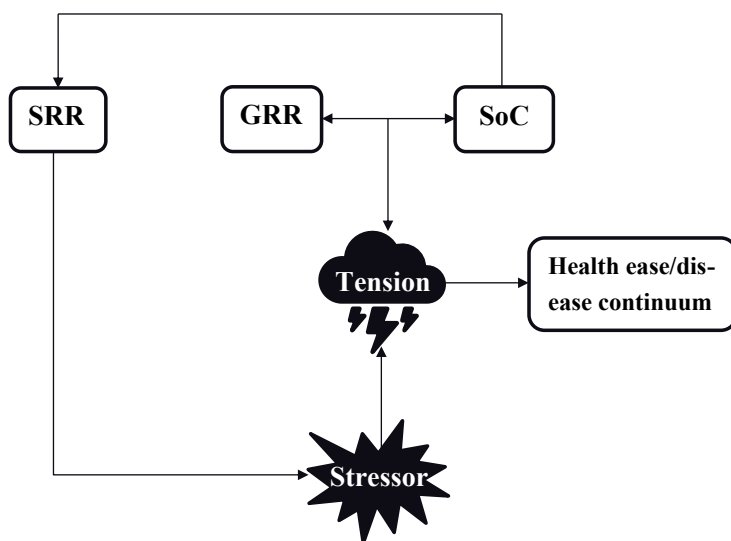 SRR
GRR
SoC
Tension
Health ease/dis-
ease continuum
Stressor